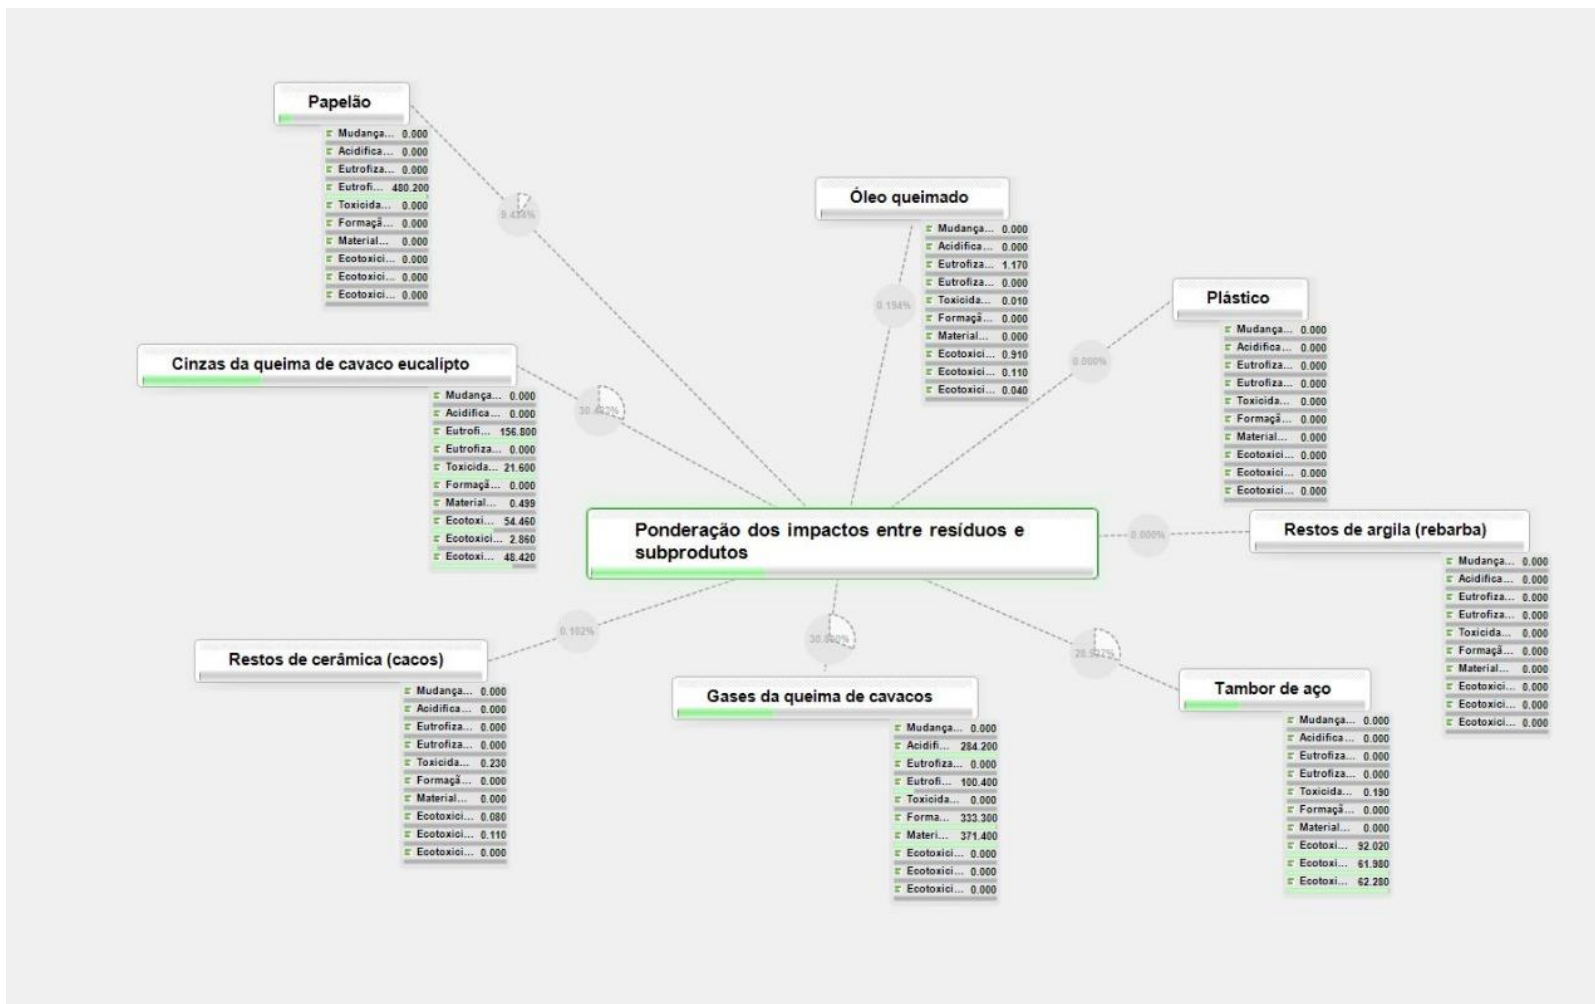 Papelão
Mudança... 0.000
Acidifica... 0.000
Eutrofiza... 0.000
Eutrofi... 480.200
Toxicida... 0.000
Formaçã... 0.000
Material... 0.000
Ecotoxici... 0.000
Ecotoxici... 0.000
Ecotoxici... 0.000
Óleo queimado
Mudança... 0.000
Acidifica... 0.000
Eutrofiza... 1.170
Eutrofiza... 0.000
Toxicida... 0.010
Formaçã... 0.000
Material... 0.000
Ecotoxici... 0.910
Ecotoxici... 0.110
Ecotoxici... 0.040
0.194%
Plástico
Mudança... 0.000
Acidifica... 0.000
Eutrofiza... 0.000
Eutrofiza... 0.000
Toxicida... 0.000
Formaçã... 0.000
Material... 0.000
Ecotoxici... 0.000
Ecotoxici... 0.000
Ecotoxici... 0.000
0.000%
Cinzas da queima de cavaco eucalípto
Mudança... 0.000
Acidifica... 0.000
Eutrofi... 156.800
Eutrofiza... 0.000
Toxicida... 21.600
Formaçã... 0.000
Material... 0.499
Ecotoxi... 54.460
Ecotoxici... 2.860
Ecotoxi... 48.420
Ponderação dos impactos entre resíduos e
subprodutos
0.000%
Restos de argila (rebarba)
Mudança... 0.000
Acidifica... 0.000
Eutrofiza... 0.000
Eutrofiza... 0.000
Toxicida... 0.000
Formaçã... 0.000
Material... 0.000
Ecotoxici... 0.000
Ecotoxici... 0.000
Ecotoxici... 0.000
0.102%
Restos de cerâmica (cacos)
Mudança... 0.000
Acidifica... 0.000
Eutrofiza... 0.000
Eutrofiza... 0.000
Toxicida... 0.230
Formaçã... 0.000
Material... 0.000
Ecotoxici... 0.080
Ecotoxici... 0.110
Ecotoxici... 0.000
Gases da queima de cavacos
Mudança... 0.000
Acidifi... 284.200
Eutrofiza... 0.000
Eutrofi... 100.400
Toxicida... 0.000
Forma... 333.300
Materi... 371.400
Ecotoxici... 0.000
Ecotoxici... 0.000
Ecotoxici... 0.000
Tambor de aço
Mudança... 0.000
Acidifica... 0.000
Eutrofiza... 0.000
Eutrofiza... 0.000
Toxicida... 0.190
Formaçã... 0.000
Material... 0.000
Ecotoxi... 92.020
Ecotoxi... 61.980
Ecotoxi... 62.280